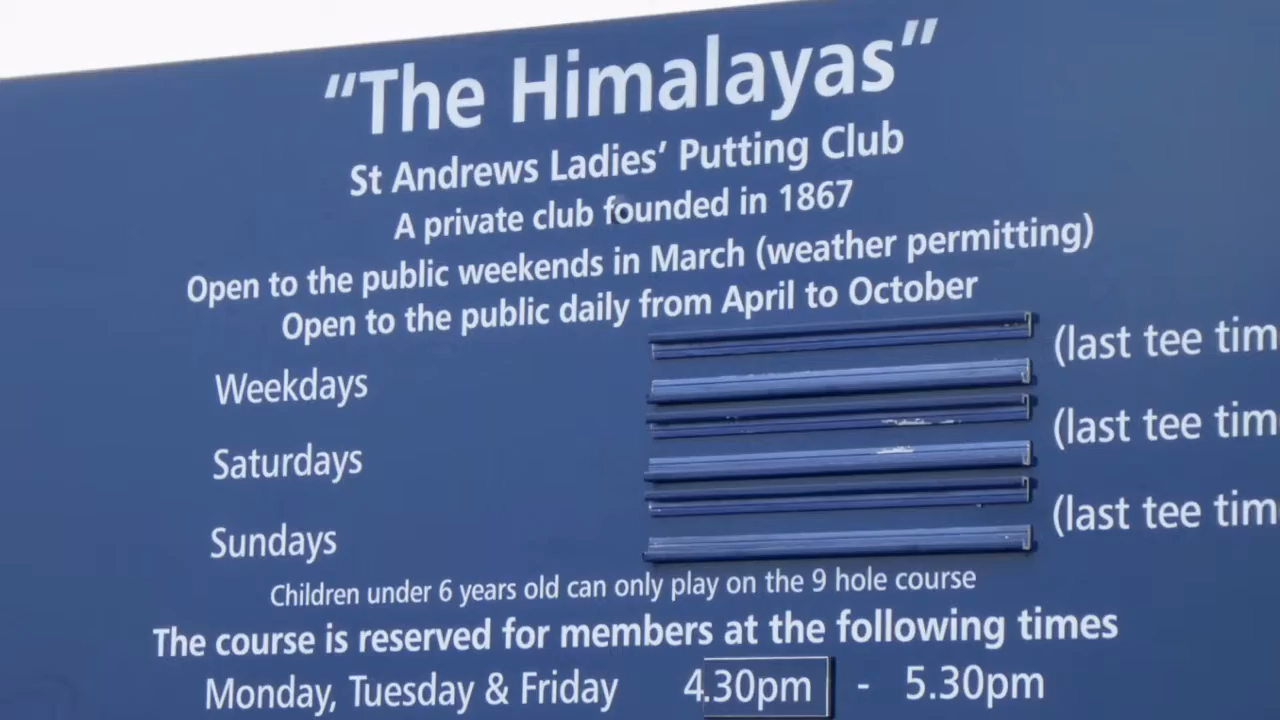 “The Himalayas”
St Andrews Ladies’ Putting Club
A private club founded in 1867
Open to the public weekends in March (weather permitting)
Open to the public daily from April to October
Weekdays (last tee tim
Saturdays (last tee tim
Sundays (last tee tim
Children under 6 years old can only play on the 9 hole course
The course is reserved for members at the following times
Monday, Tuesday & Friday 4.30pm - 5.30pm